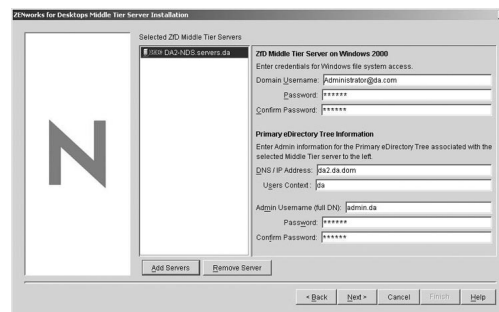 ZENworks for Desktops Middle Tier Server Installation
Selected ZfD Middle Tier Servers
DA2-NDS.servers.da
ZfD Middle Tier Server on Windows 2000
Enter credentials for Windows file system access.
Domain Username: Administrator@da.com
Password: ******
Confirm Password: ******
Primary eDirectory Tree Information
Enter Admin information for the Primary eDirectory Tree associated with the
selected Middle Tier server to the left.
DNS / IP Address: da2.da.dom
Users Context: da
Admin Username (full DN): admin.da
Password: ******
Confirm Password: ******
N
Add Servers
Remove Server
< Back
Next >
Cancel
Finish
Help